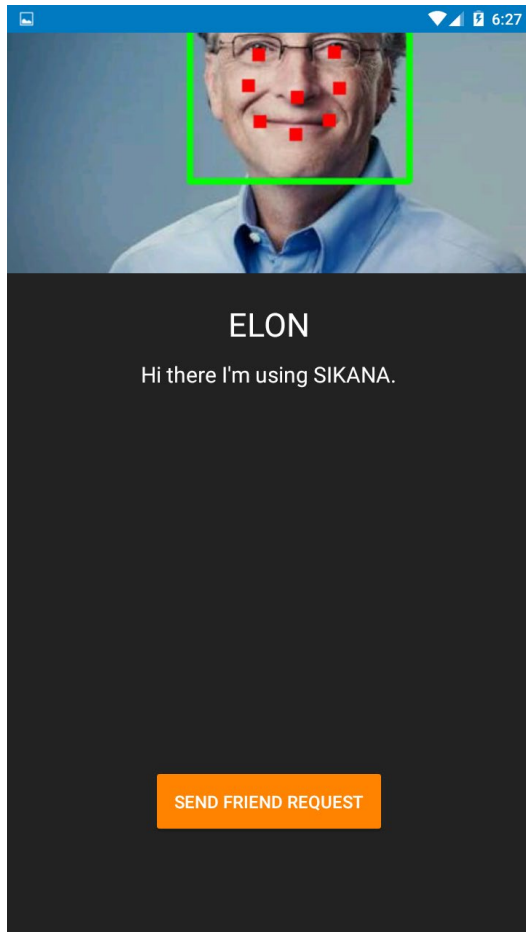 6:27
ELON
Hi there I'm using SIKANA.
SEND FRIEND REQUEST